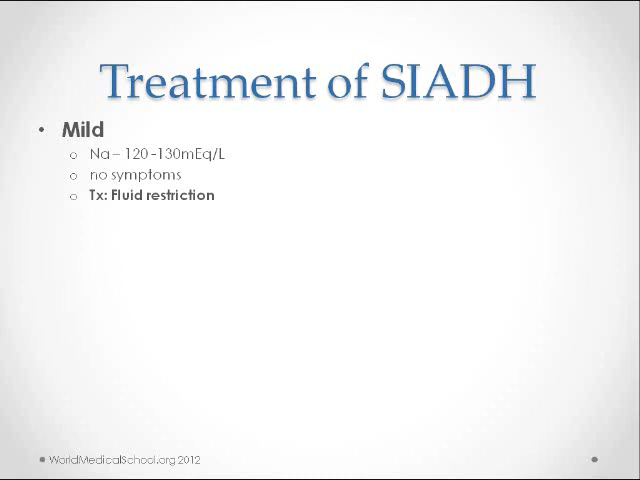 Treatment of SIADH
• Mild
o Na – 120 -130mEq/L
o no symptoms
o Tx: Fluid restriction
WorldMedicalSchool.org 2012